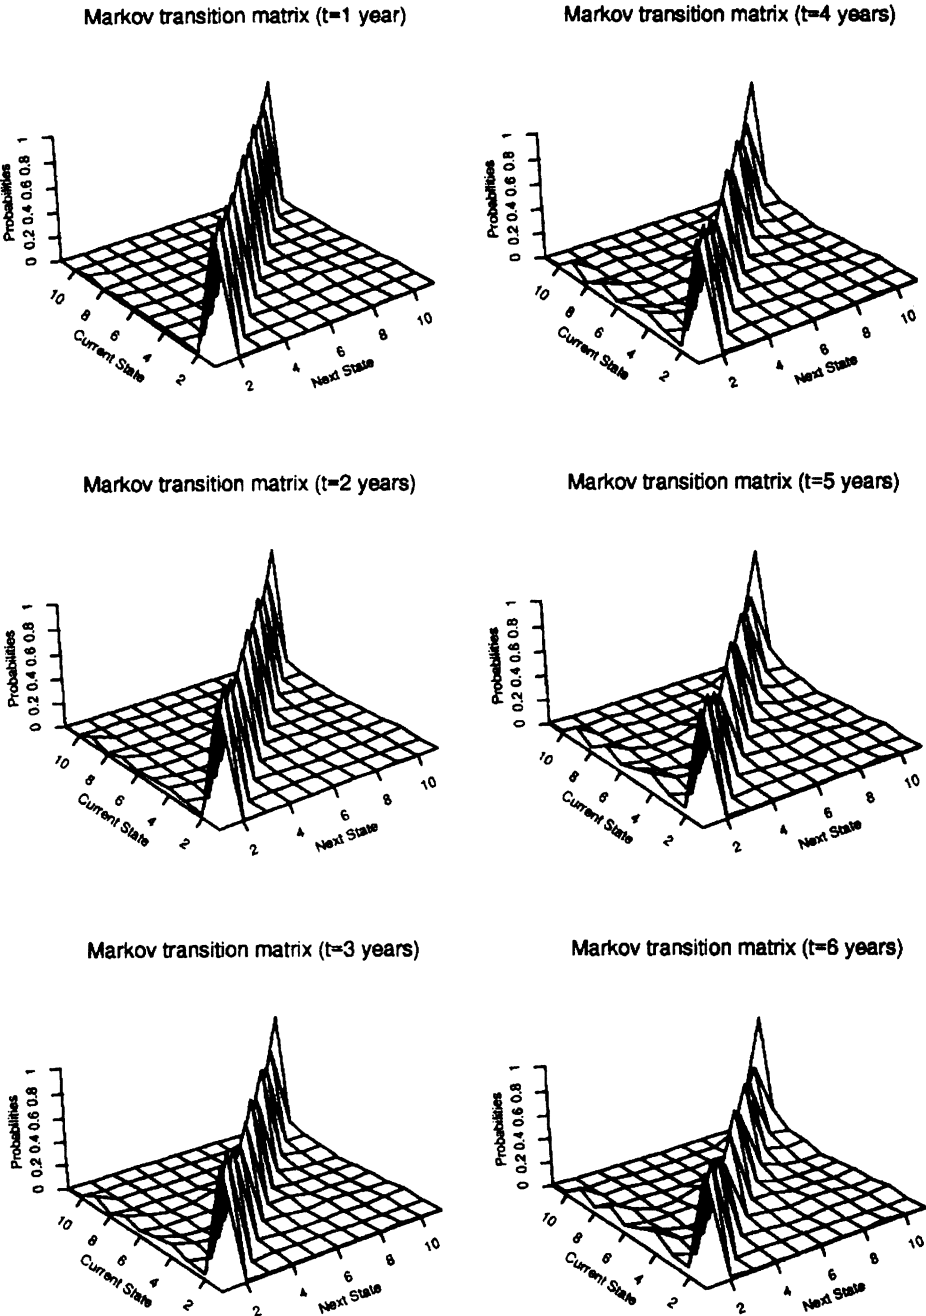 Markov transition matrix (t=1 year)
Probabilities
0 0.2 0.4 0.6 0.8 1
10 8 6 4 2
Current State
2 4 6 8 10
Next State
Markov transition matrix (t=4 years)
Probabilities
0 0.2 0.4 0.6 0.8 1
10 8 6 4 2
Current State
2 4 6 8 10
Next State
Markov transition matrix (t=2 years)
Probabilities
0 0.2 0.4 0.6 0.8 1
10 8 6 4 2
Current State
2 4 6 8 10
Next State
Markov transition matrix (t=5 years)
Probabilities
0 0.2 0.4 0.6 0.8 1
10 8 6 4 2
Current State
2 4 6 8 10
Next State
Markov transition matrix (t=3 years)
Probabilities
0 0.2 0.4 0.6 0.8 1
10 8 6 4 2
Current State
2 4 6 8 10
Next State
Markov transition matrix (t=6 years)
Probabilities
0 0.2 0.4 0.6 0.8 1
10 8 6 4 2
Current State
2 4 6 8 10
Next State